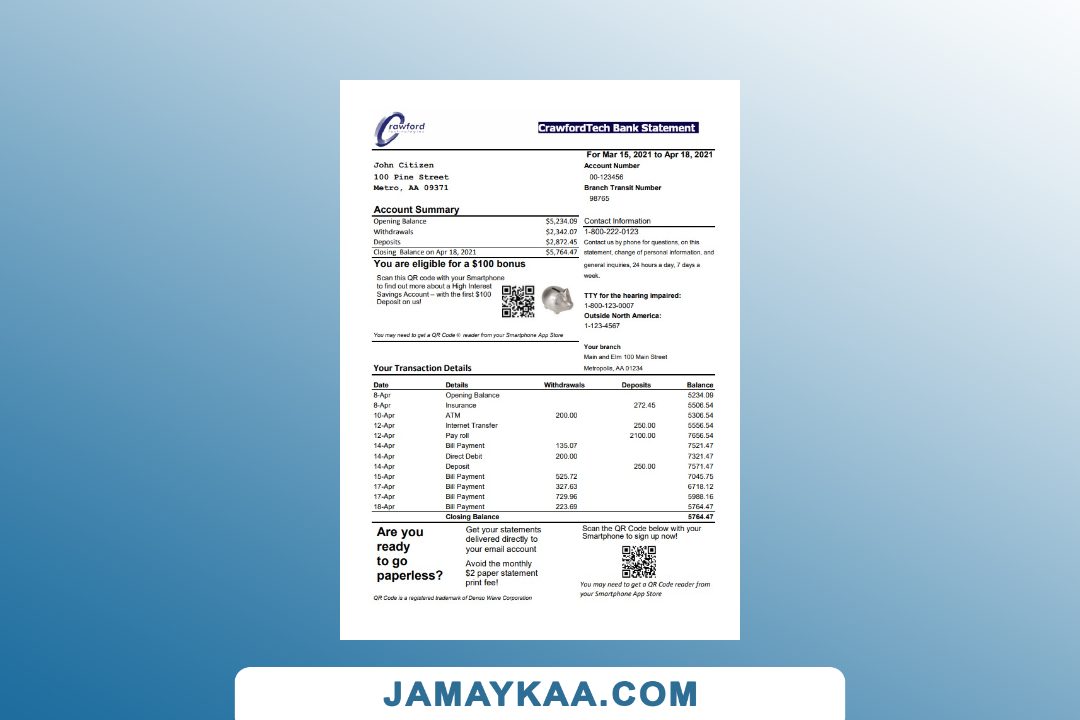 Crawford
CrawfordTech Bank Statement
For Mar 15, 2021 to Apr 18, 2021
John Citizen
100 Pine Street
Metro, AA 09371
Account Number
00-123456
Branch Transit Number
98765
Account Summary
Opening Balance $5,234.09
Withdrawals $2,342.07
Deposits $2,872.45
Closing Balance on Apr 18, 2021 $5,764.47
Contact Information
1-800-222-0123
Contact us by phone for questions, on this
statement, change of personal information, and
general inquiries, 24 hours a day, 7 days a
week.
TTY for the hearing impaired:
1-800-123-0007
Outside North America:
1-123-4567
Your branch
Main and Elm 100 Main Street
Metropolis, AA 01234
You are eligible for a $100 bonus
Scan this QR code with your Smartphone
to find out more about a High Interest
Savings Account – with the first $100
Deposit on us!
You may need to get a QR Code ® reader from your Smartphone App Store
Your Transaction Details
Date Details Withdrawals Deposits Balance
8-Apr Opening Balance 5234.09
8-Apr Insurance 272.45 5506.54
10-Apr ATM 200.00 5306.54
12-Apr Internet Transfer 250.00 5556.54
12-Apr Pay roll 2100.00 7656.54
14-Apr Bill Payment 135.07 7521.47
14-Apr Direct Debit 200.00 7321.47
14-Apr Deposit 250.00 7571.47
15-Apr Bill Payment 525.72 7045.75
17-Apr Bill Payment 327.63 6718.12
17-Apr Bill Payment 729.96 5988.16
18-Apr Bill Payment 223.69 5764.47
Closing Balance 5764.47
Are you
ready
to go
paperless?
Get your statements
delivered directly to
your email account
Avoid the monthly
$2 paper statement
print fee!
Scan the QR Code below with your
Smartphone to sign up now!
You may need to get a QR Code reader from
your Smartphone App Store
QR Code is a registered trademark of Denso Wave Corporation
JAMAYKAA.COM